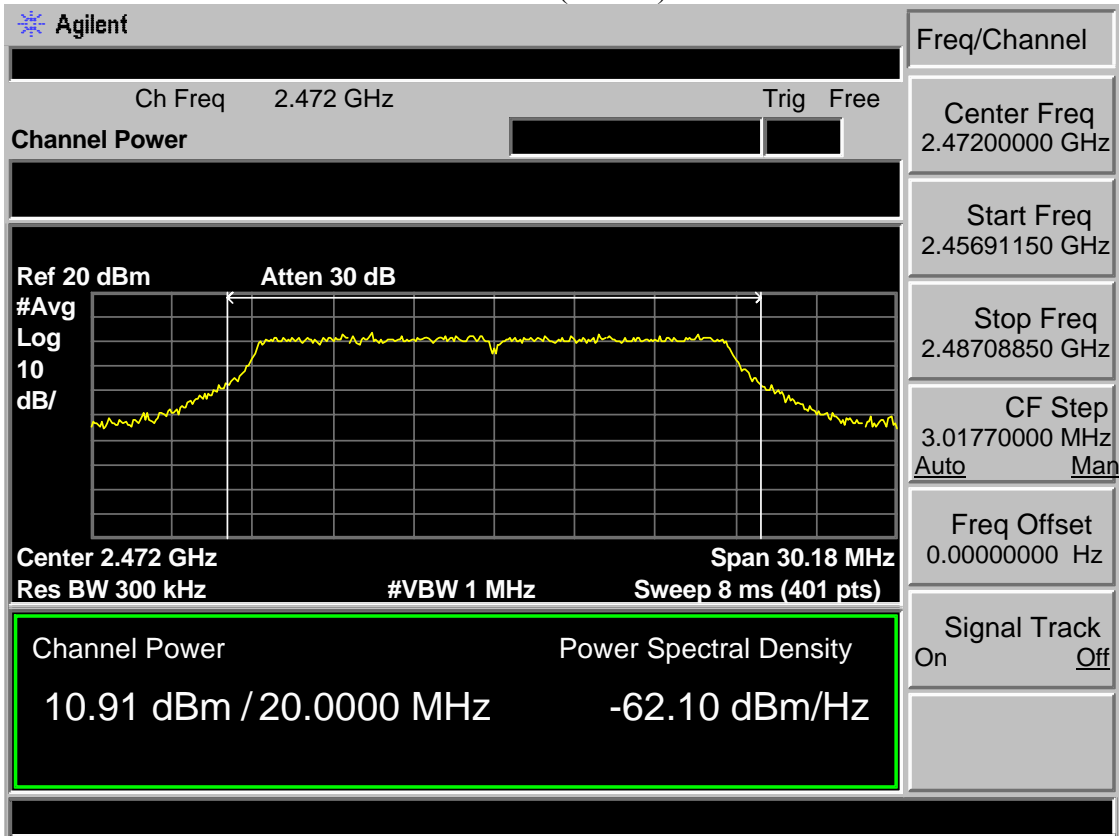 Agilent
Freq/Channel
Ch Freq 2.472 GHz Trig Free
Channel Power
Center Freq
2.47200000 GHz
Start Freq
2.45691150 GHz
Ref 20 dBm Atten 30 dB
#Avg
Log
10
dB/
Stop Freq
2.48708850 GHz
CF Step
3.01770000 MHz
Auto Man
Center 2.472 GHz Span 30.18 MHz
Res BW 300 kHz #VBW 1 MHz Sweep 8 ms (401 pts)
Freq Offset
0.00000000 Hz
Channel Power Power Spectral Density
10.91 dBm / 20.0000 MHz -62.10 dBm/Hz
Signal Track
On Off